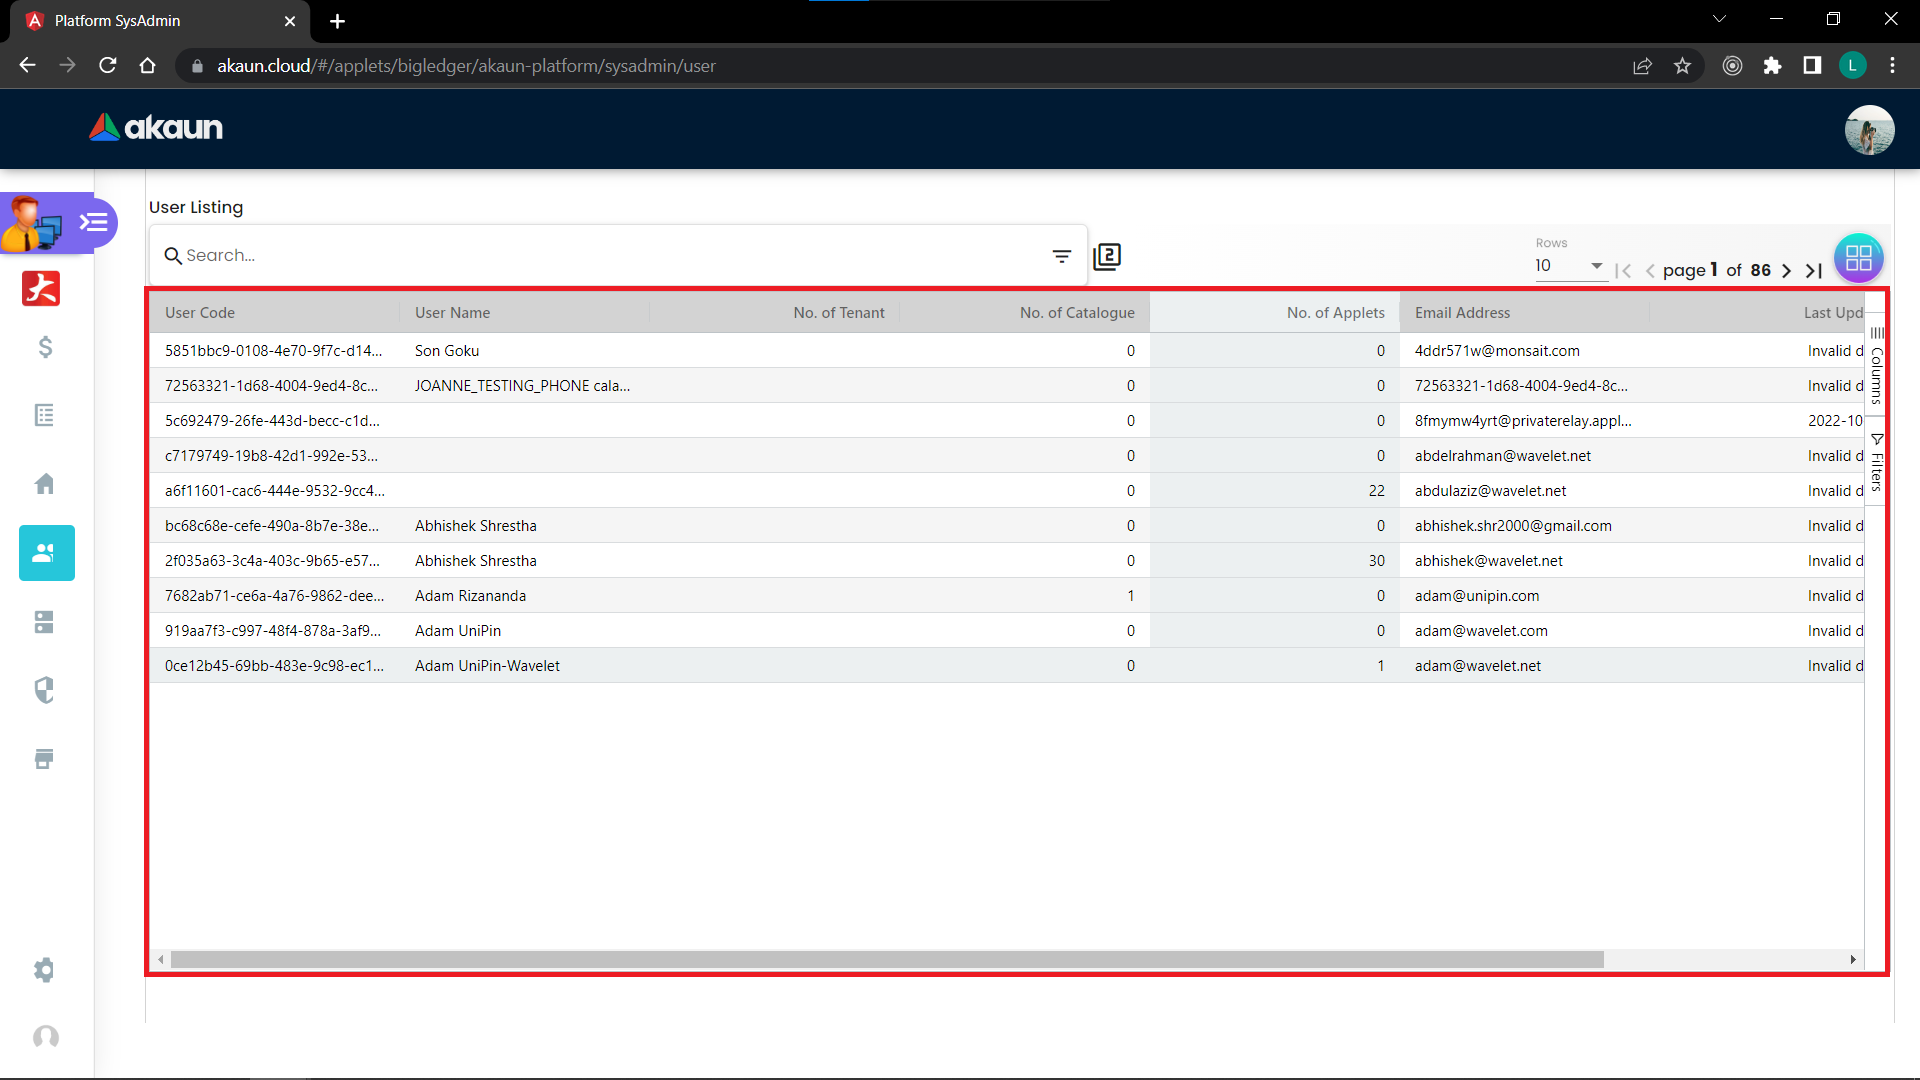 Platform SysAdmin
akaun.cloud/#/applets/bigledger/akaun-platform/sysadmin/user
L
akaun
User Listing
Search...
2
Rows
10
page 1 of 86
User Code User Name No. of Tenant No. of Catalogue No. of Applets Email Address Last Upd
5851bbc9-0108-4e70-9f7c-d14... Son Goku 0 0 4ddr571w@monsait.com Invalid d
72563321-1d68-4004-9ed4-8c... JOANNE_TESTING_PHONE cala... 0 0 72563321-1d68-4004-9ed4-8c... Invalid d
5c692479-26fe-443d-becc-c1d... 0 0 8fmymw4yrt@privaterelay.appl... 2022-10
c7179749-19b8-42d1-992e-53... 0 0 abdelrahman@wavelet.net Invalid d
a6f11601-cac6-444e-9532-9cc4... 0 22 abdulaziz@wavelet.net Invalid d
bc68c68e-cefe-490a-8b7e-38e... Abhishek Shrestha 0 0 abhishek.shr2000@gmail.com Invalid d
2f035a63-3c4a-403c-9b65-e57... Abhishek Shrestha 0 30 abhishek@wavelet.net Invalid d
7682ab71-ce6a-4a76-9862-dee... Adam Rizananda 1 0 adam@unipin.com Invalid d
919aa7f3-c997-48f4-878a-3af9... Adam UniPin 0 0 adam@wavelet.com Invalid d
0ce12b45-69bb-483e-9c98-ec1... Adam UniPin-Wavelet 0 1 adam@wavelet.net Invalid d
Columns
Filters